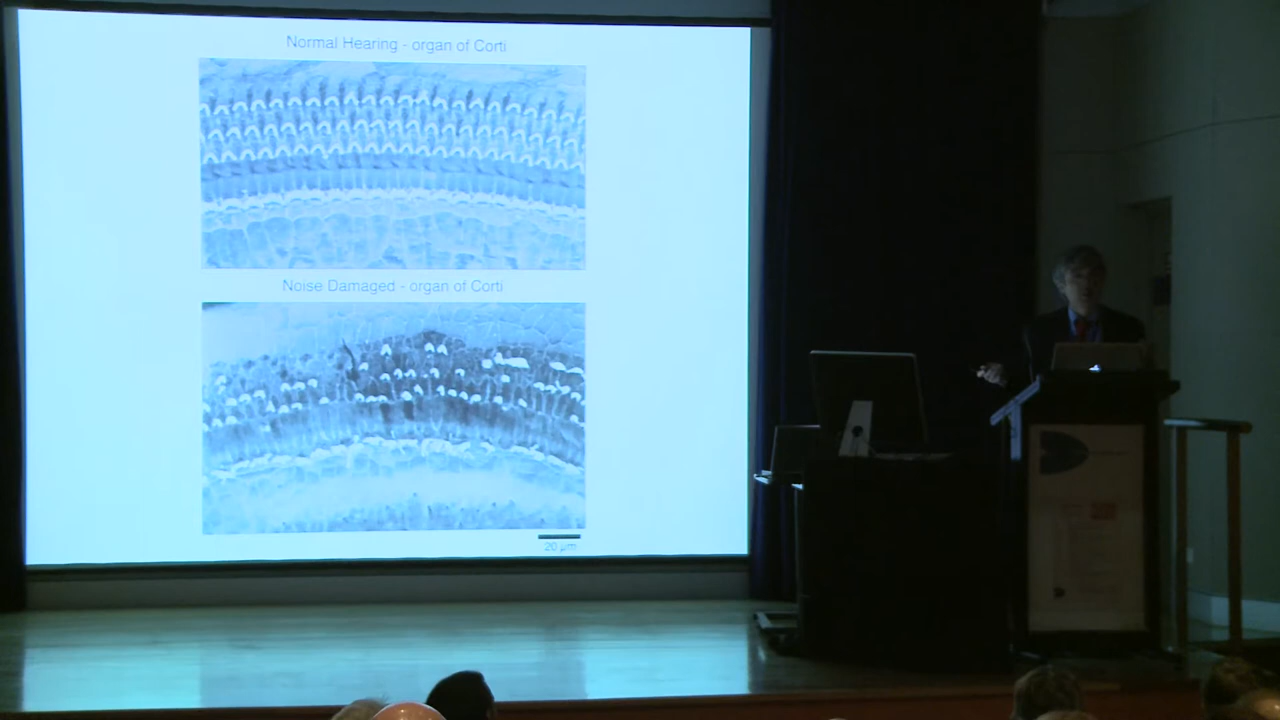 Normal Hearing - organ of Corti
Noise Damaged - organ of Corti
20 µm